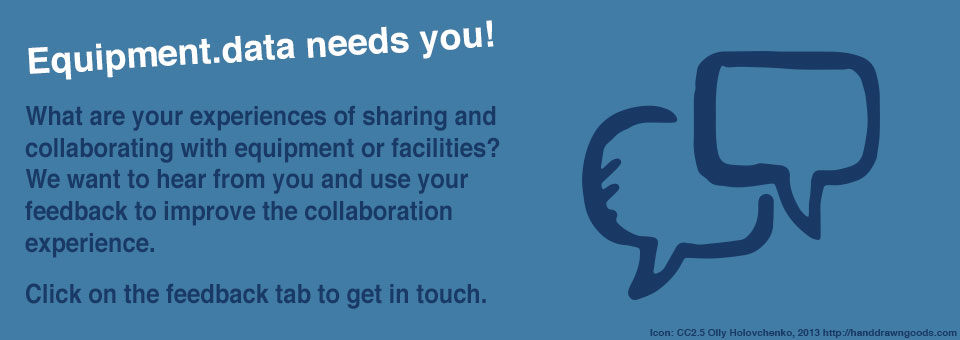 Equipment.data needs you!
What are your experiences of sharing and
collaborating with equipment or facilities?
We want to hear from you and use your
feedback to improve the collaboration
experience.
Click on the feedback tab to get in touch.
Icon: CC2.5 Olly Holovchenko, 2013 http://handdrawngoods.com